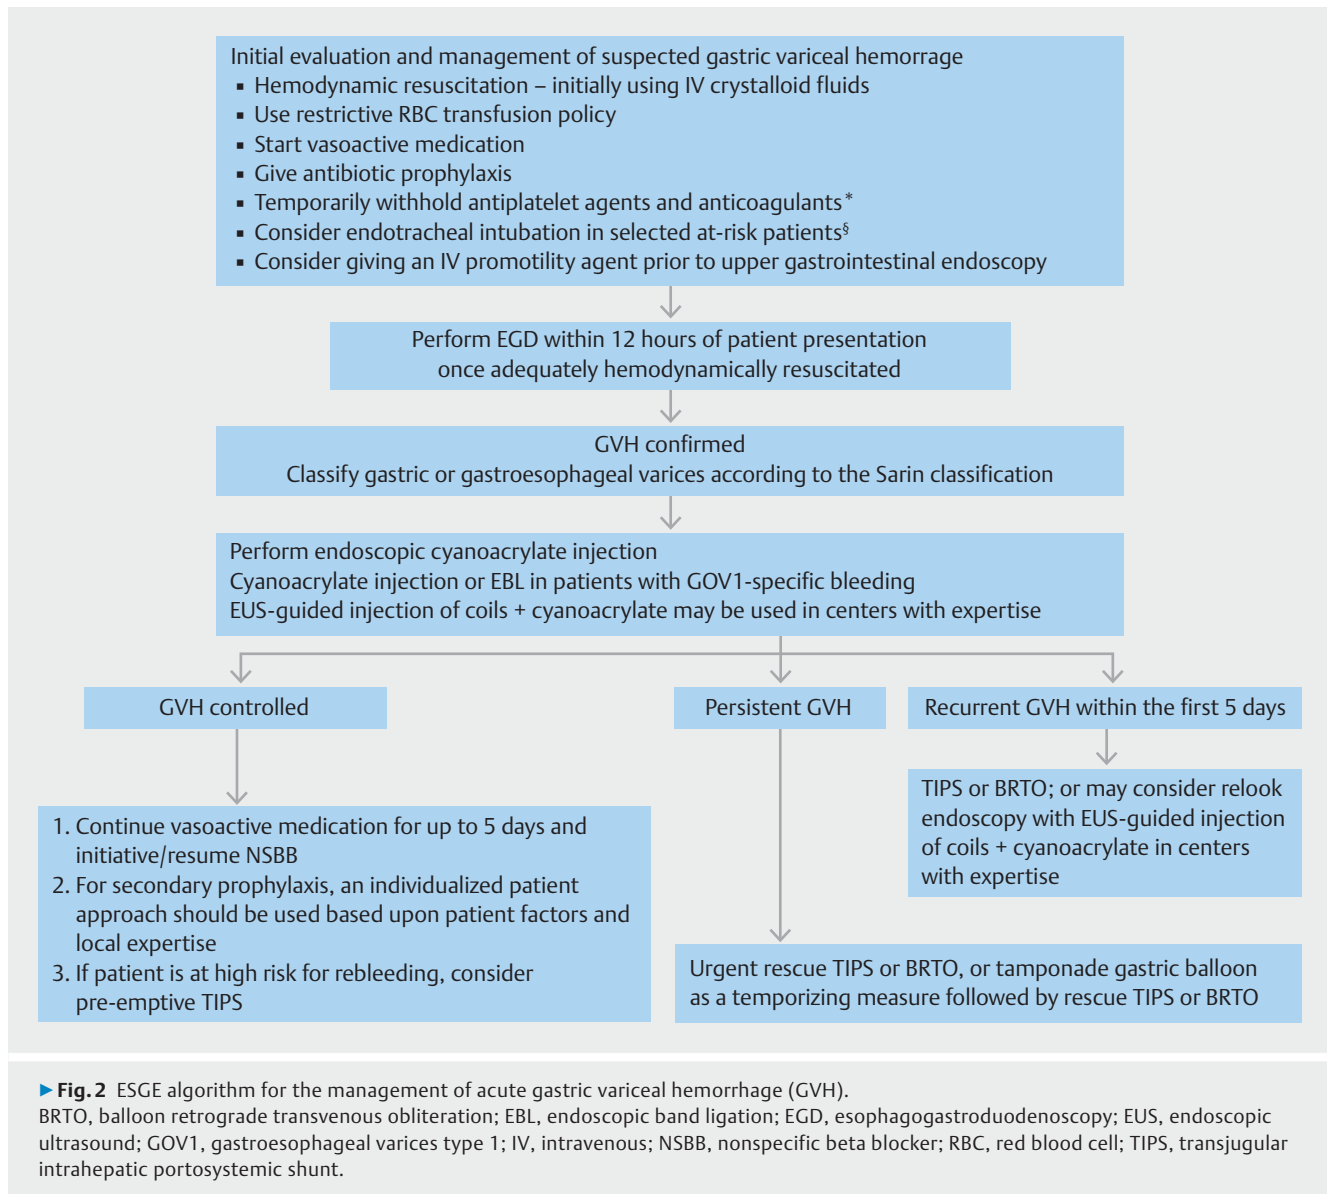 Initial evaluation and management of suspected gastric variceal hemorrage
▪ Hemodynamic resuscitation – initially using IV crystalloid fluids
▪ Use restrictive RBC transfusion policy
▪ Start vasoactive medication
▪ Give antibiotic prophylaxis
▪ Temporarily withhold antiplatelet agents and anticoagulants*
▪ Consider endotracheal intubation in selected at-risk patients§
▪ Consider giving an IV promotility agent prior to upper gastrointestinal endoscopy
Perform EGD within 12 hours of patient presentation
once adequately hemodynamically resuscitated
GVH confirmed
Classify gastric or gastroesophageal varices according to the Sarin classification
Perform endoscopic cyanoacrylate injection
Cyanoacrylate injection or EBL in patients with GOV1-specific bleeding
EUS-guided injection of coils + cyanoacrylate may be used in centers with expertise
GVH controlled
1. Continue vasoactive medication for up to 5 days and
initiative/resume NSBB
2. For secondary prophylaxis, an individualized patient
approach should be used based upon patient factors and
local expertise
3. If patient is at high risk for rebleeding, consider
pre-emptive TIPS
Persistent GVH
Urgent rescue TIPS or BRTO, or tamponade gastric balloon
as a temporizing measure followed by rescue TIPS or BRTO
Recurrent GVH within the first 5 days
TIPS or BRTO; or may consider relook
endoscopy with EUS-guided injection
of coils + cyanoacrylate in centers
with expertise
▶ Fig. 2 ESGE algorithm for the management of acute gastric variceal hemorrhage (GVH).
BRTO, balloon retrograde transvenous obliteration; EBL, endoscopic band ligation; EGD, esophagogastroduodenoscopy; EUS, endoscopic
ultrasound; GOV1, gastroesophageal varices type 1; IV, intravenous; NSBB, nonspecific beta blocker; RBC, red blood cell; TIPS, transjugular
intrahepatic portosystemic shunt.